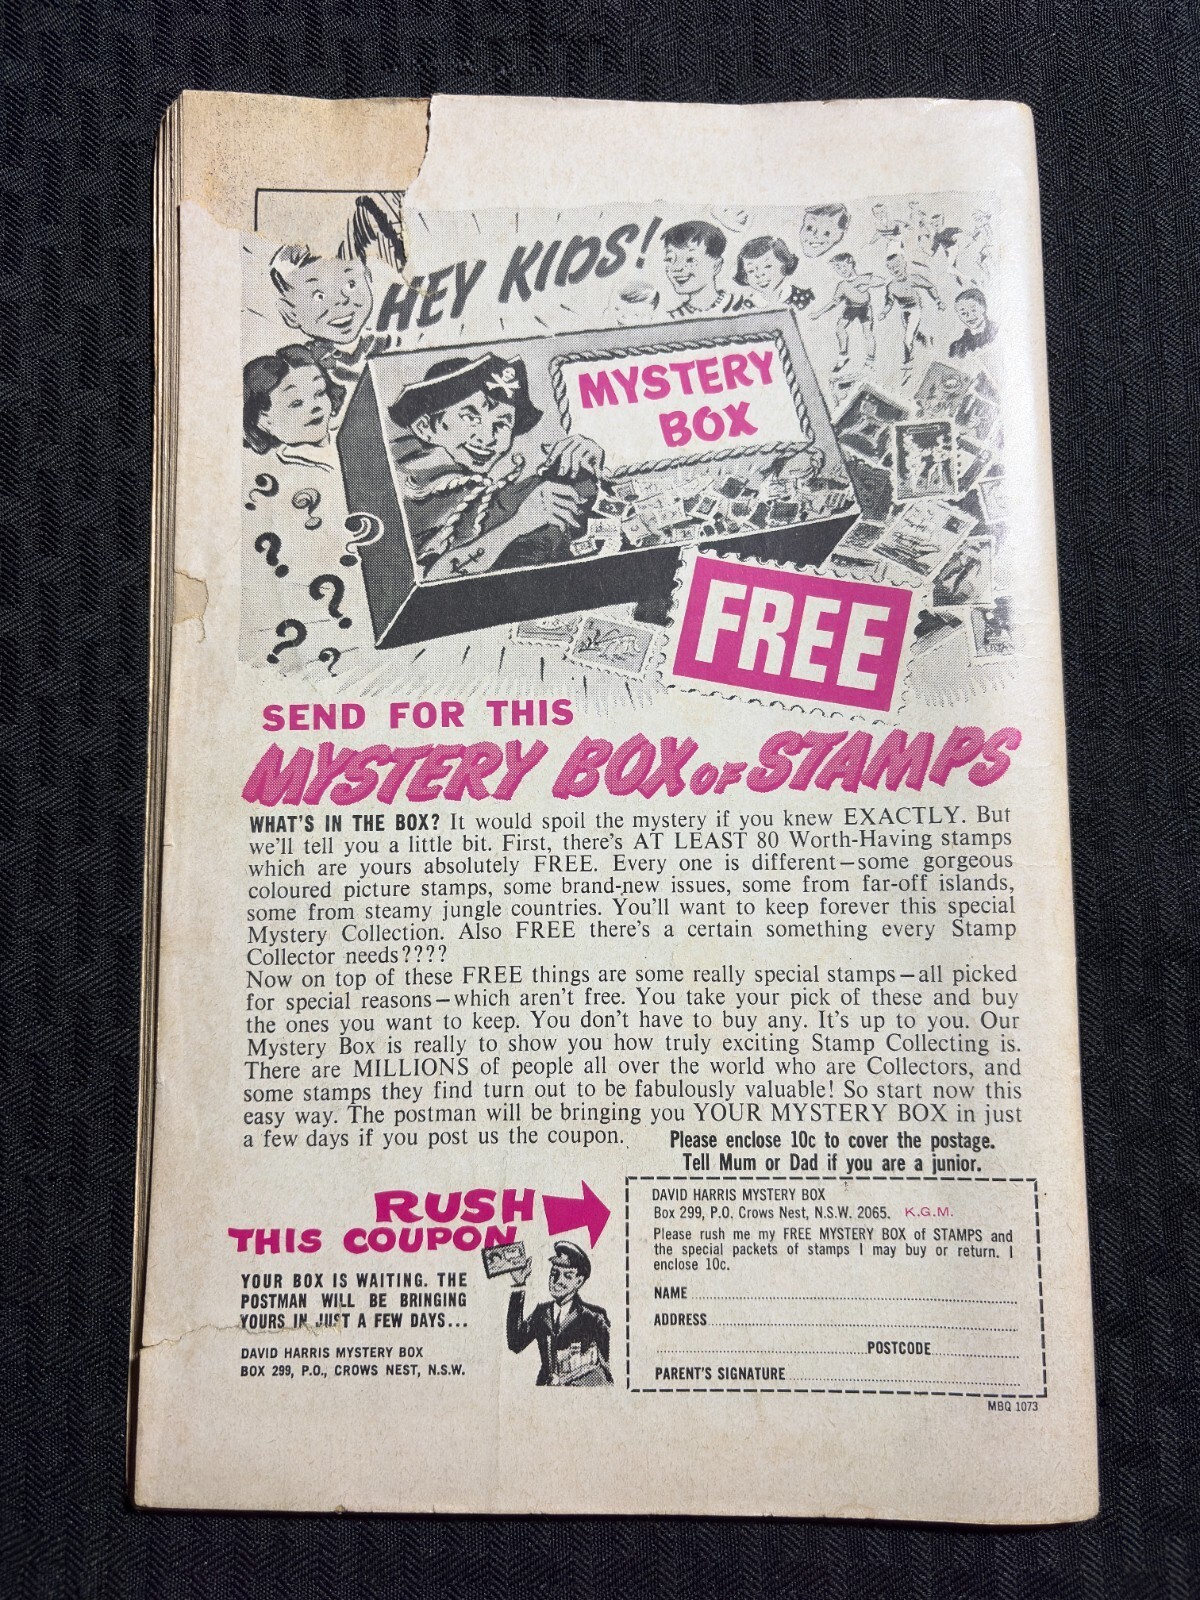 HEY KIDS!
MYSTERY
BOX
FREE
SEND FOR THIS
MYSTERY BOX OF STAMPS
WHAT'S IN THE BOX? It would spoil the mystery if you knew EXACTLY. But
we'll tell you a little bit. First, there's AT LEAST 80 Worth-Having stamps
which are yours absolutely FREE. Every one is different—some gorgeous
coloured picture stamps, some brand-new issues, some from far-off islands,
some from steamy jungle countries. You'll want to keep forever this special
Mystery Collection. Also FREE there's a certain something every Stamp
Collector needs????
Now on top of these FREE things are some really special stamps—all picked
for special reasons—which aren't free. You take your pick of these and buy
the ones you want to keep. You don't have to buy any. It's up to you. Our
Mystery Box is really to show you how truly exciting Stamp Collecting is.
There are MILLIONS of people all over the world who are Collectors, and
some stamps they find turn out to be fabulously valuable! So start now this
easy way. The postman will be bringing you YOUR MYSTERY BOX in just
a few days if you post us the coupon.
Please enclose 10c to cover the postage.
Tell Mum or Dad if you are a junior.
RUSH
THIS COUPON
YOUR BOX IS WAITING. THE
POSTMAN WILL BE BRINGING
YOURS IN JUST A FEW DAYS...
DAVID HARRIS MYSTERY BOX
BOX 299, P.O., CROWS NEST, N.S.W.
DAVID HARRIS MYSTERY BOX
Box 299, P.O. Crows Nest, N.S.W. 2065. K.G.M.
Please rush me my FREE MYSTERY BOX of STAMPS and
the special packets of stamps I may buy or return. I
enclose 10c.
NAME
ADDRESS
POSTCODE
PARENT'S SIGNATURE
MBQ 1073